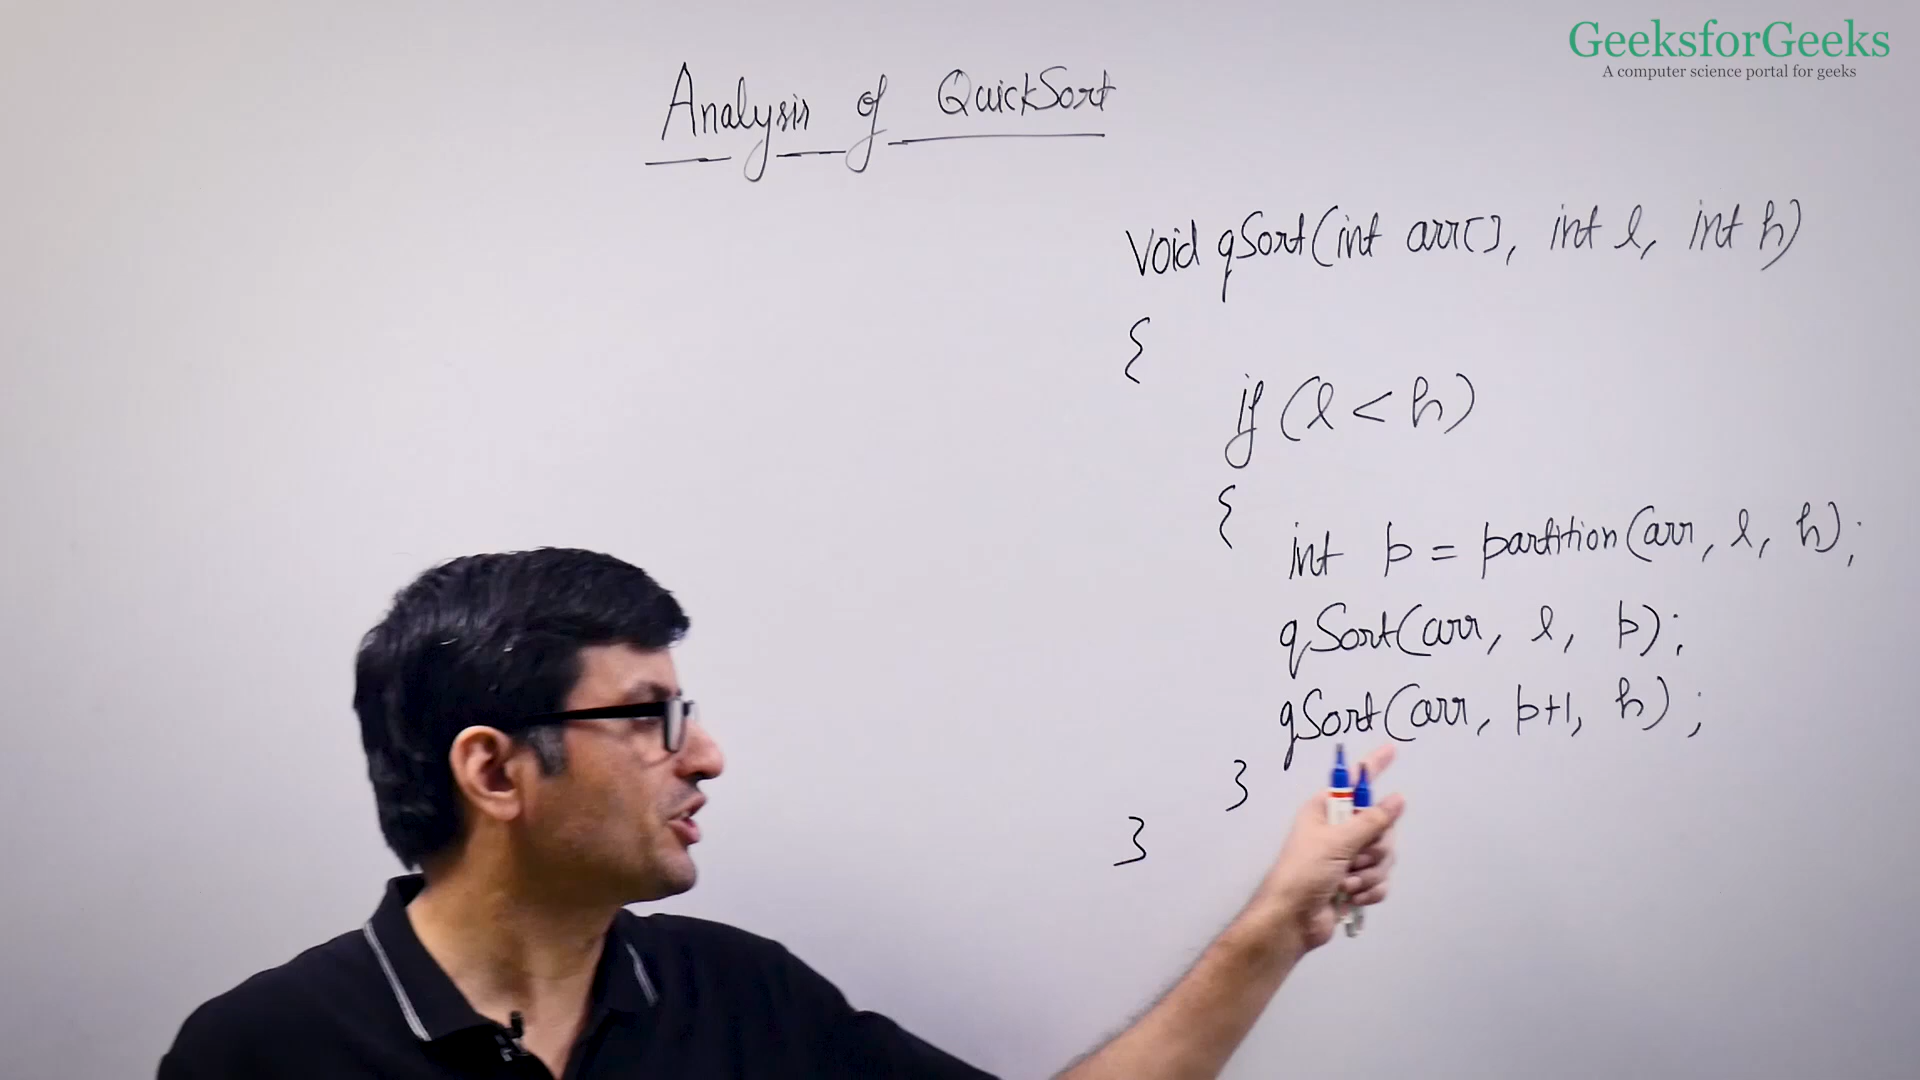 GeeksforGeeks
A computer science portal for geeks
Analysis of QuickSort
void qSort(int arr[], int l, int h)
{
if (l < h)
{
int p = partition(arr, l, h);
qSort(arr, l, p);
qSort(arr, p+1, h);
}
}